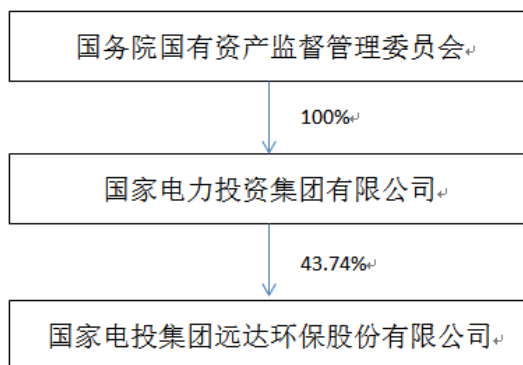 国务院国有资产监督管理委员会
100%
国家电力投资集团有限公司
43.74%
国家电投集团远达环保股份有限公司